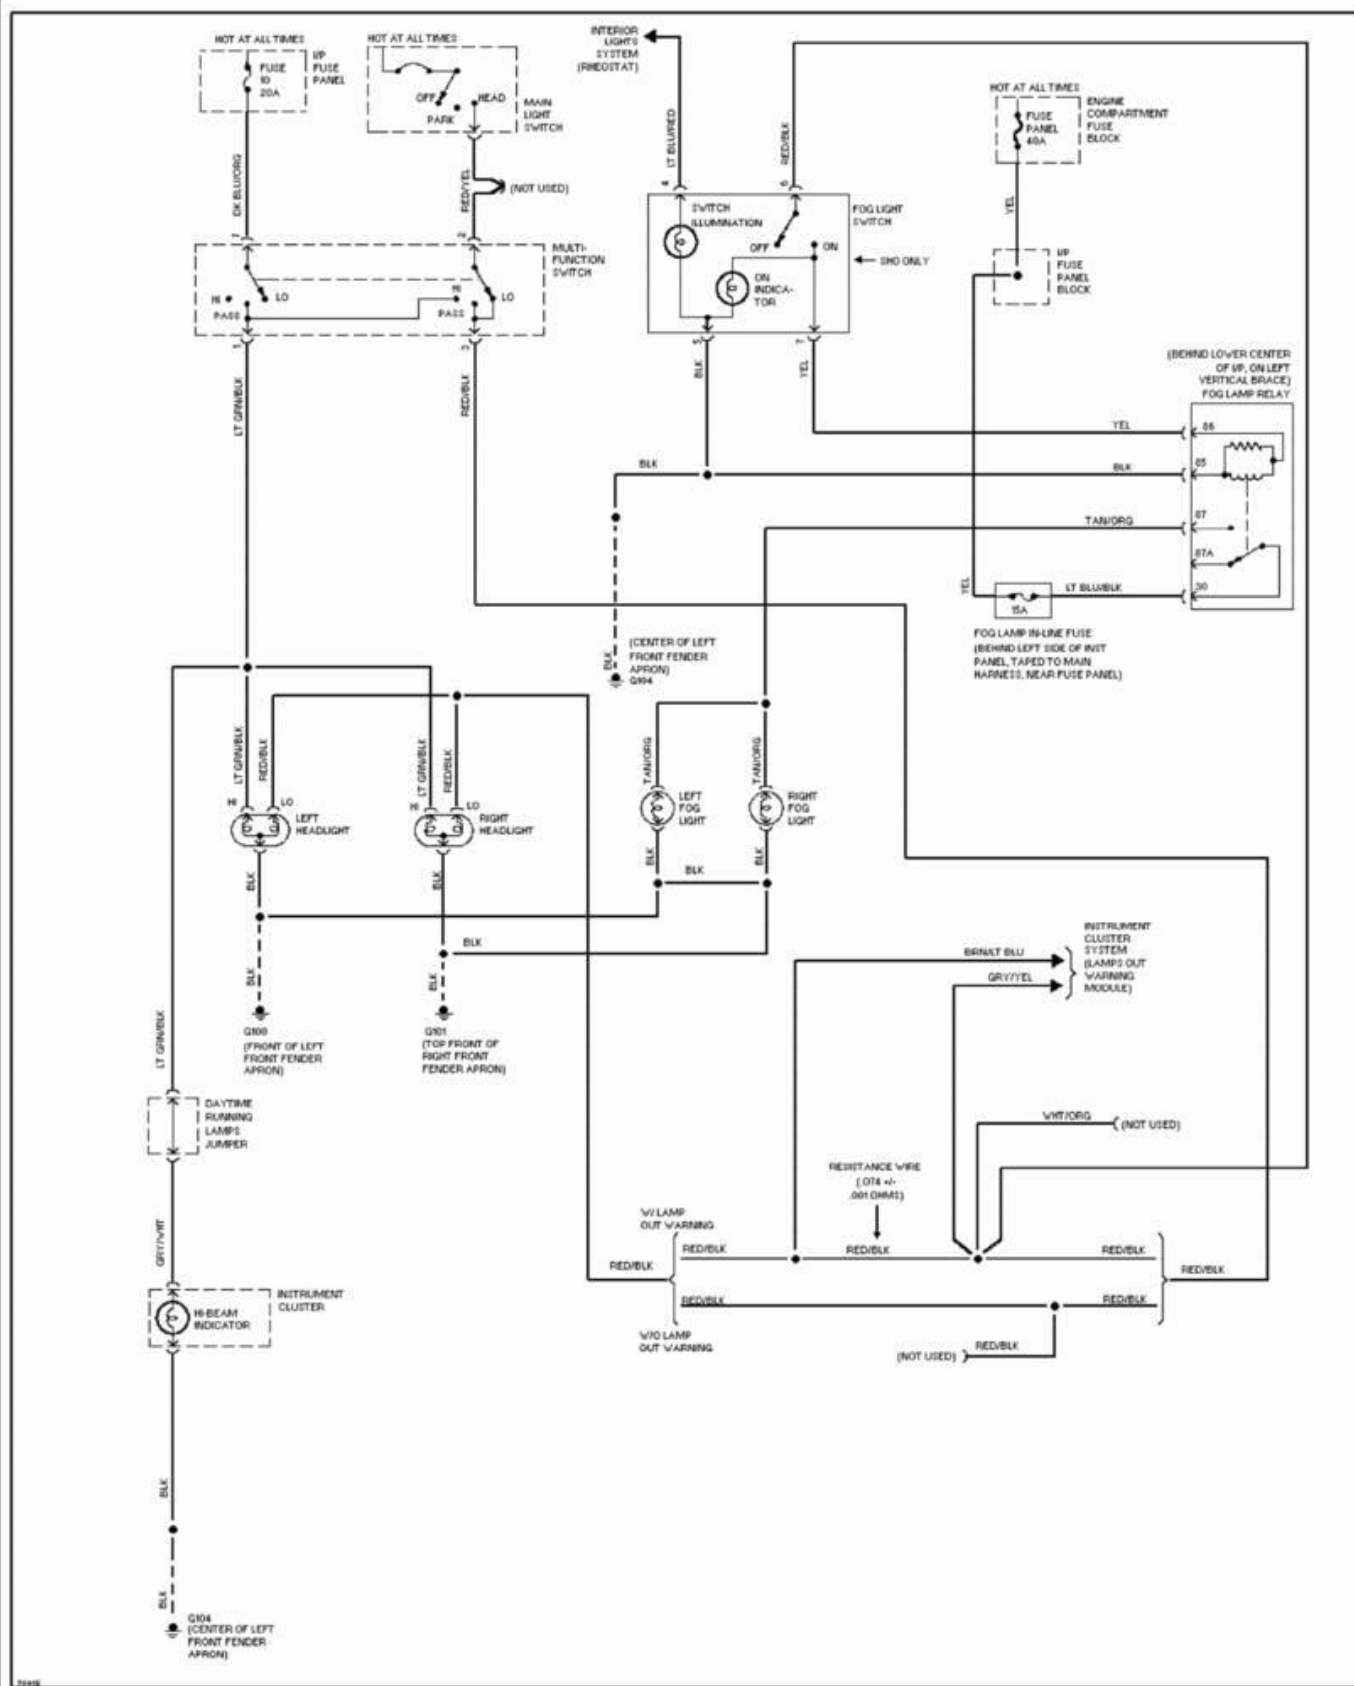 HOT AT ALL TIMES
FUSE
10
20A
I/P
FUSE
PANEL
HOT AT ALL TIMES
OFF
HEAD
PARK
MAIN
LIGHT
SWITCH
INTERIOR
LIGHTS
SYSTEM
(RHEOSTAT)
HOT AT ALL TIMES
FUSE
PANEL
40A
ENGINE
COMPARTMENT
FUSE
BLOCK
DK BLU/ORG
RED/YEL
(NOT USED)
LT BLU/RED
RED/BLK
YEL
4
6
SWITCH
ILLUMINATION
OFF
ON
ON
INDICA-
TOR
FOG LIGHT
SWITCH
SHO ONLY
I/P
FUSE
PANEL
BLOCK
2
MULTI-
FUNCTION
SWITCH
HI
LO
PASS
HI
LO
PASS
3
5
7
LT GRN/BLK
RED/BLK
BLK
YEL
(BEHIND LOWER CENTER
OF I/P, ON LEFT
VERTICAL BRACE)
FOG LAMP RELAY
YEL
86
BLK
BLK
85
TAN/ORG
87
87A
YEL
15A
LT BLU/BLK
30
FOG LAMP IN-LINE FUSE
(BEHIND LEFT SIDE OF INST
PANEL, TAPED TO MAIN
HARNESS, NEAR FUSE PANEL)
BLK
(CENTER OF LEFT
FRONT FENDER
APRON)
G104
LT GRN/BLK
RED/BLK
LT GRN/BLK
RED/BLK
TAN/ORG
TAN/ORG
HI
LO
LEFT
HEADLIGHT
HI
LO
RIGHT
HEADLIGHT
LEFT
FOG
LIGHT
RIGHT
FOG
LIGHT
BLK
BLK
BLK
BLK
BLK
BLK
BLK
BLK
G100
(FRONT OF LEFT
FRONT FENDER
APRON)
G101
(TOP FRONT OF
RIGHT FRONT
FENDER APRON)
BRN/LT BLU
GRY/YEL
INSTRUMENT
CLUSTER
SYSTEM
(LAMPS OUT
WARNING
MODULE)
LT GRN/BLK
DAYTIME
RUNNING
LAMPS
JUMPER
WHT/ORG
(NOT USED)
RESISTANCE WIRE
(.074 +/-
.001 OHMS)
GRY/WHT
W/ LAMP
OUT WARNING
RED/BLK
RED/BLK
RED/BLK
RED/BLK
RED/BLK
RED/BLK
RED/BLK
W/O LAMP
OUT WARNING
(NOT USED)
RED/BLK
INSTRUMENT
CLUSTER
HI-BEAM
INDICATOR
BLK
BLK
G104
(CENTER OF LEFT
FRONT FENDER
APRON)